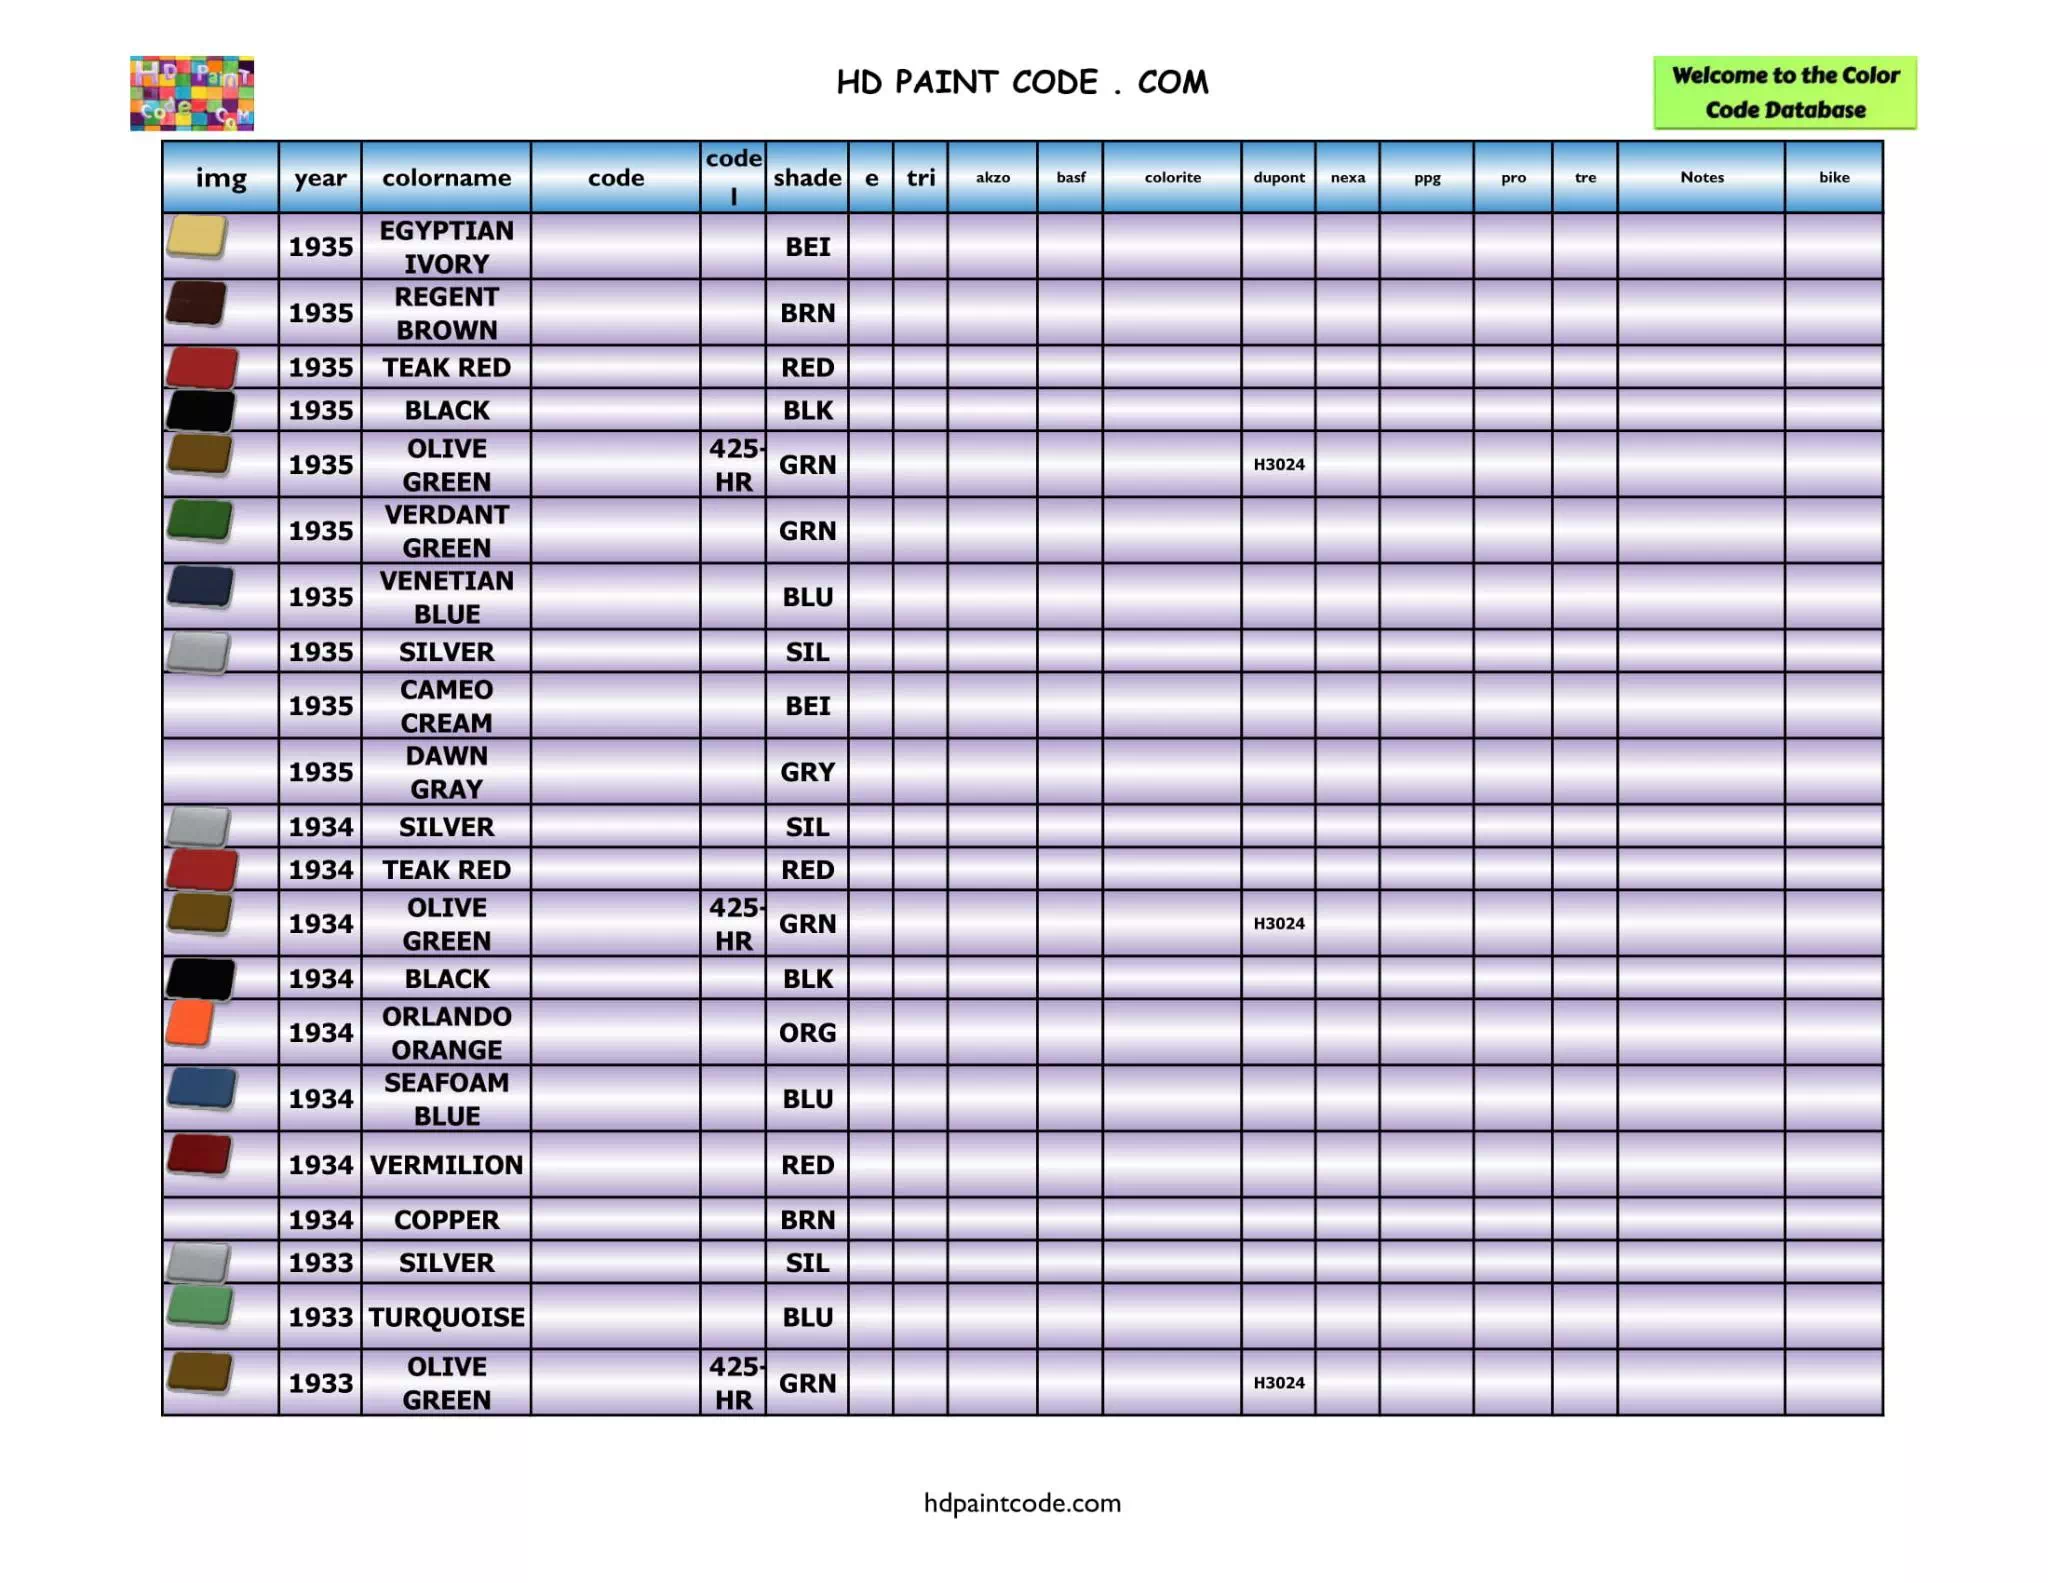 HD Paint
Code
COM
HD PAINT CODE . COM
Welcome to the Color
Code Database
img year colorname code code l shade e tri akzo basf colorite dupont nexa ppg pro tre Notes bike
1935 EGYPTIAN IVORY BEI
1935 REGENT BROWN BRN
1935 TEAK RED RED
1935 BLACK BLK
1935 OLIVE GREEN 425-HR GRN H3024
1935 VERDANT GREEN GRN
1935 VENETIAN BLUE BLU
1935 SILVER SIL
1935 CAMEO CREAM BEI
1935 DAWN GRAY GRY
1934 SILVER SIL
1934 TEAK RED RED
1934 OLIVE GREEN 425-HR GRN H3024
1934 BLACK BLK
1934 ORLANDO ORANGE ORG
1934 SEAFOAM BLUE BLU
1934 VERMILION RED
1934 COPPER BRN
1933 SILVER SIL
1933 TURQUOISE BLU
1933 OLIVE GREEN 425-HR GRN H3024
hdpaintcode.com